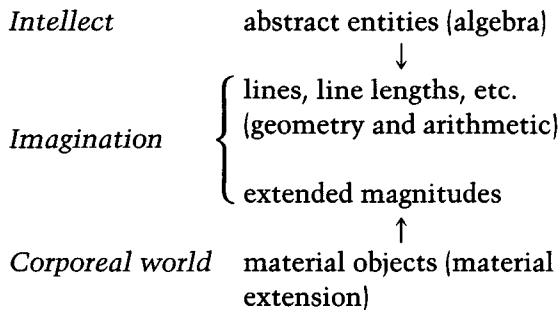 Intellect abstract entities (algebra)
↓
lines, line lengths, etc.
Imagination (geometry and arithmetic)
extended magnitudes
↑
Corporeal world material objects (material
extension)